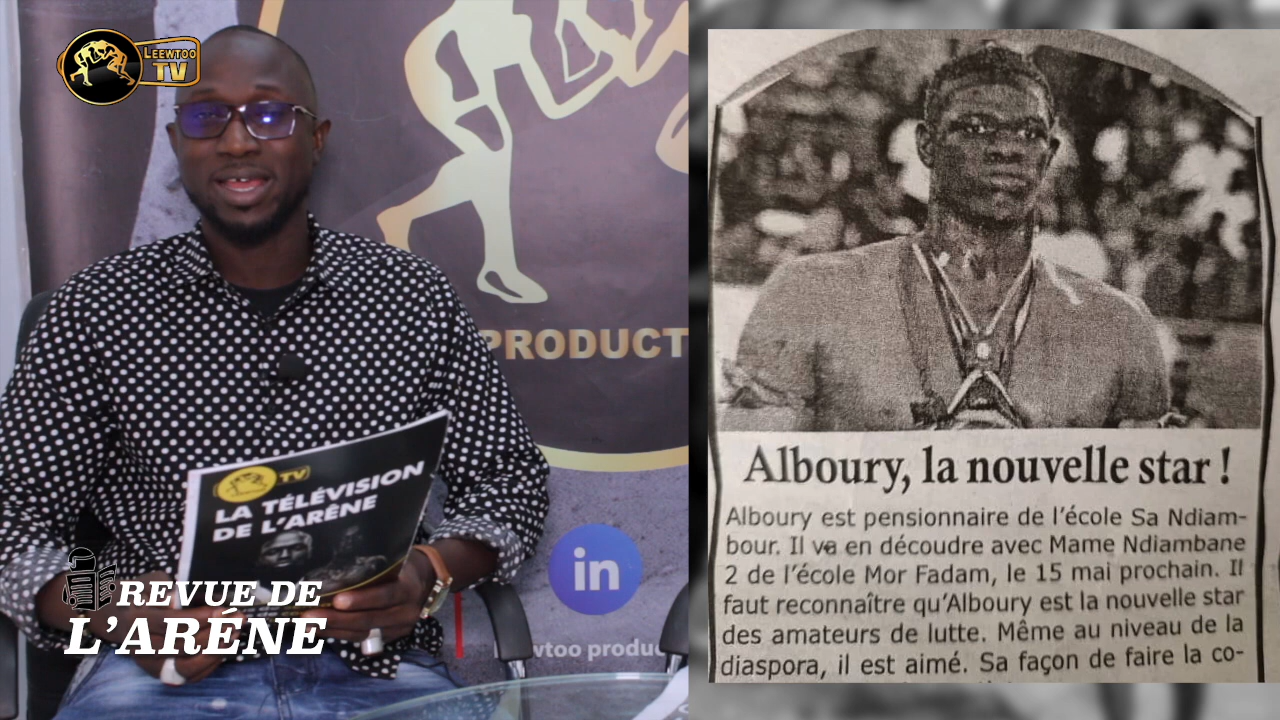 LEEWTOO
TV
PRODUCT
TV
LA TÉLÉVISION
DE L'ARÈNE
in
wtoo produc
REVUE DE
L'ARÉNE
Alboury, la nouvelle star !
Alboury est pensionnaire de l'école Sa Ndiam-
bour. Il va en découdre avec Mame Ndiambane
2 de l'école Mor Fadam, le 15 mai prochain. Il
faut reconnaître qu'Alboury est la nouvelle star
des amateurs de lutte. Même au niveau de la
diaspora, il est aimé. Sa façon de faire la co-